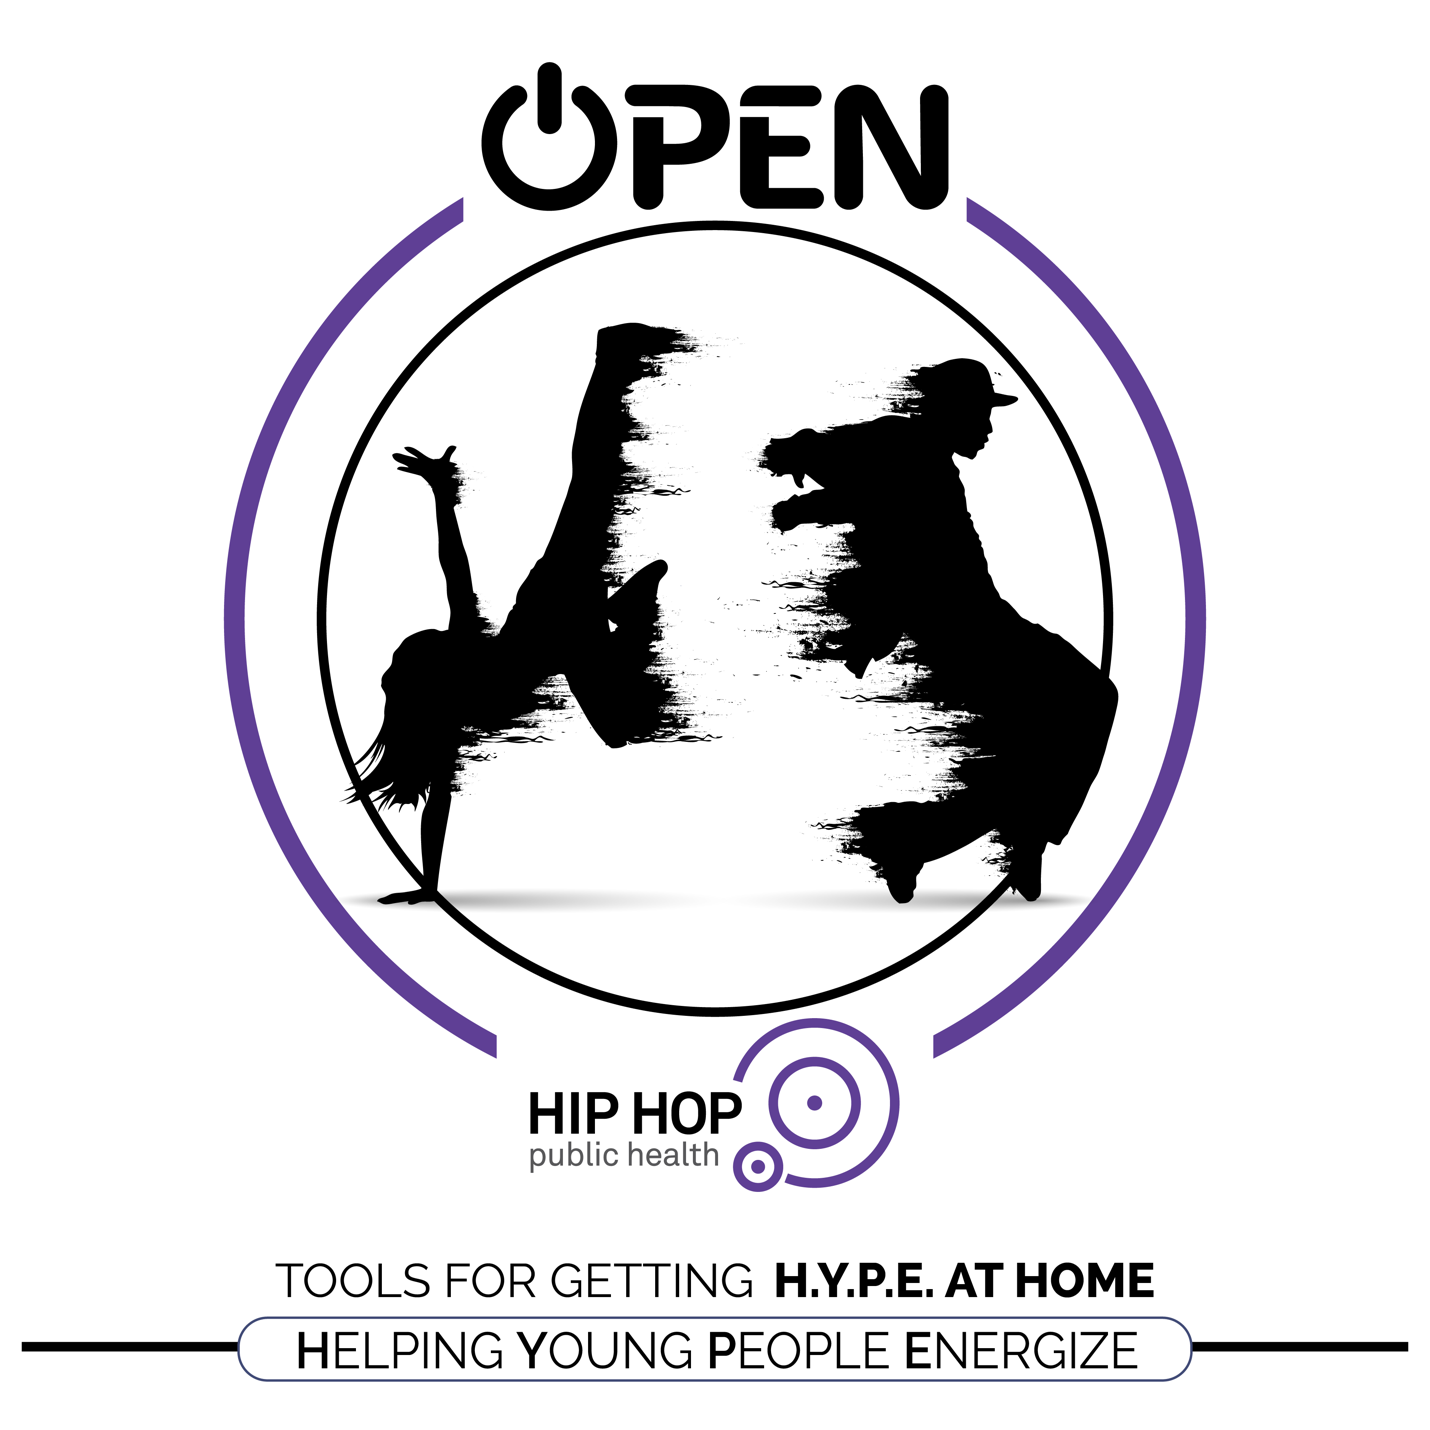 OPEN
HIP HOP
public health
TOOLS FOR GETTING H.Y.P.E. AT HOME
HELPING YOUNG PEOPLE ENERGIZE